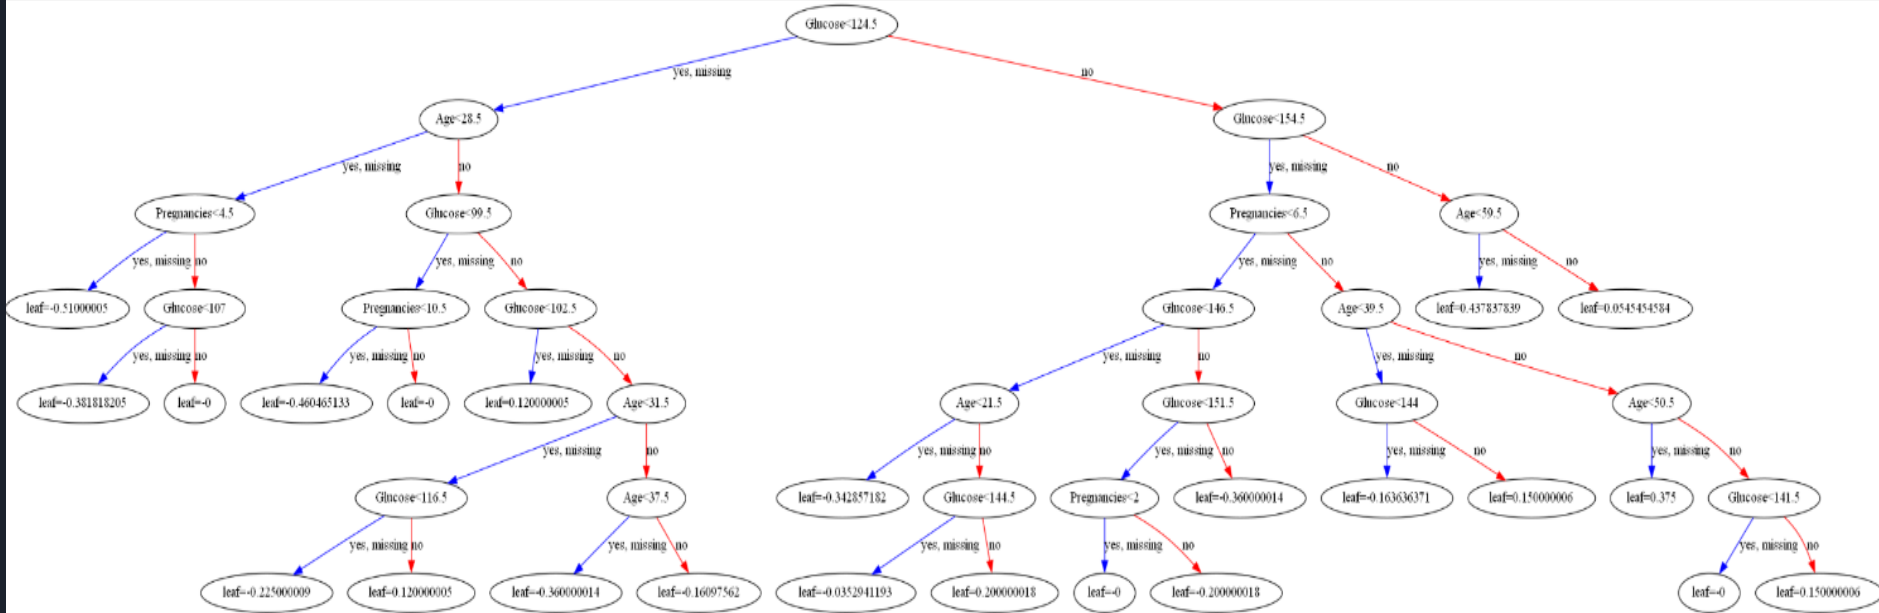 Glucose<124.5
yes, missing no
Age<28.5 Glucose<154.5
yes, missing no yes, missing no
Pregnancies<4.5 Glucose<99.5 Pregnancies<6.5 Age<59.5
yes, missing no yes, missing no yes, missing no yes, missing no
leaf=-0.51000005 Glucose<107 Pregnancies<10.5 Glucose<102.5 Glucose<146.5 Age<39.5 leaf=0.437837839 leaf=0.0545454584
yes, missing no yes, missing no yes, missing no yes, missing no yes, missing no
leaf=-0.381818205 leaf=-0 leaf=-0.460465133 leaf=-0 leaf=0.120000005 Age<31.5 Age<21.5 Glucose<151.5 Glucose<144 Age<50.5
yes, missing no yes, missing no yes, missing no yes, missing no yes, missing no
Glucose<116.5 Age<37.5 leaf=-0.342857182 Glucose<144.5 Pregnancies<2 leaf=-0.360000014 leaf=-0.163636371 leaf=0.150000006 leaf=0.375 Glucose<141.5
yes, missing no yes, missing no yes, missing no yes, missing no yes, missing no
leaf=-0.225000009 leaf=0.120000005 leaf=-0.360000014 leaf=-0.16097562 leaf=-0.0352941193 leaf=0.200000018 leaf=-0 leaf=-0.200000018 leaf=-0 leaf=0.150000006